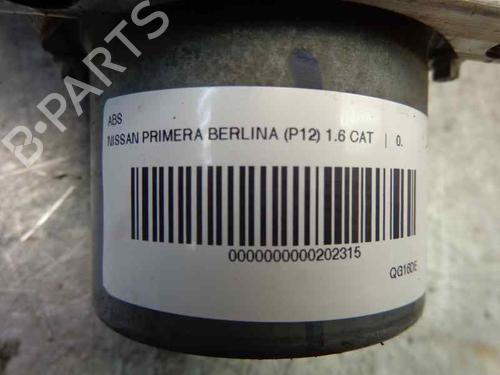 ABS
NISSAN PRIMERA BERLINA (P12) 1.6 CAT | 0.
0000000000202315
QG16DE
B-PARTS